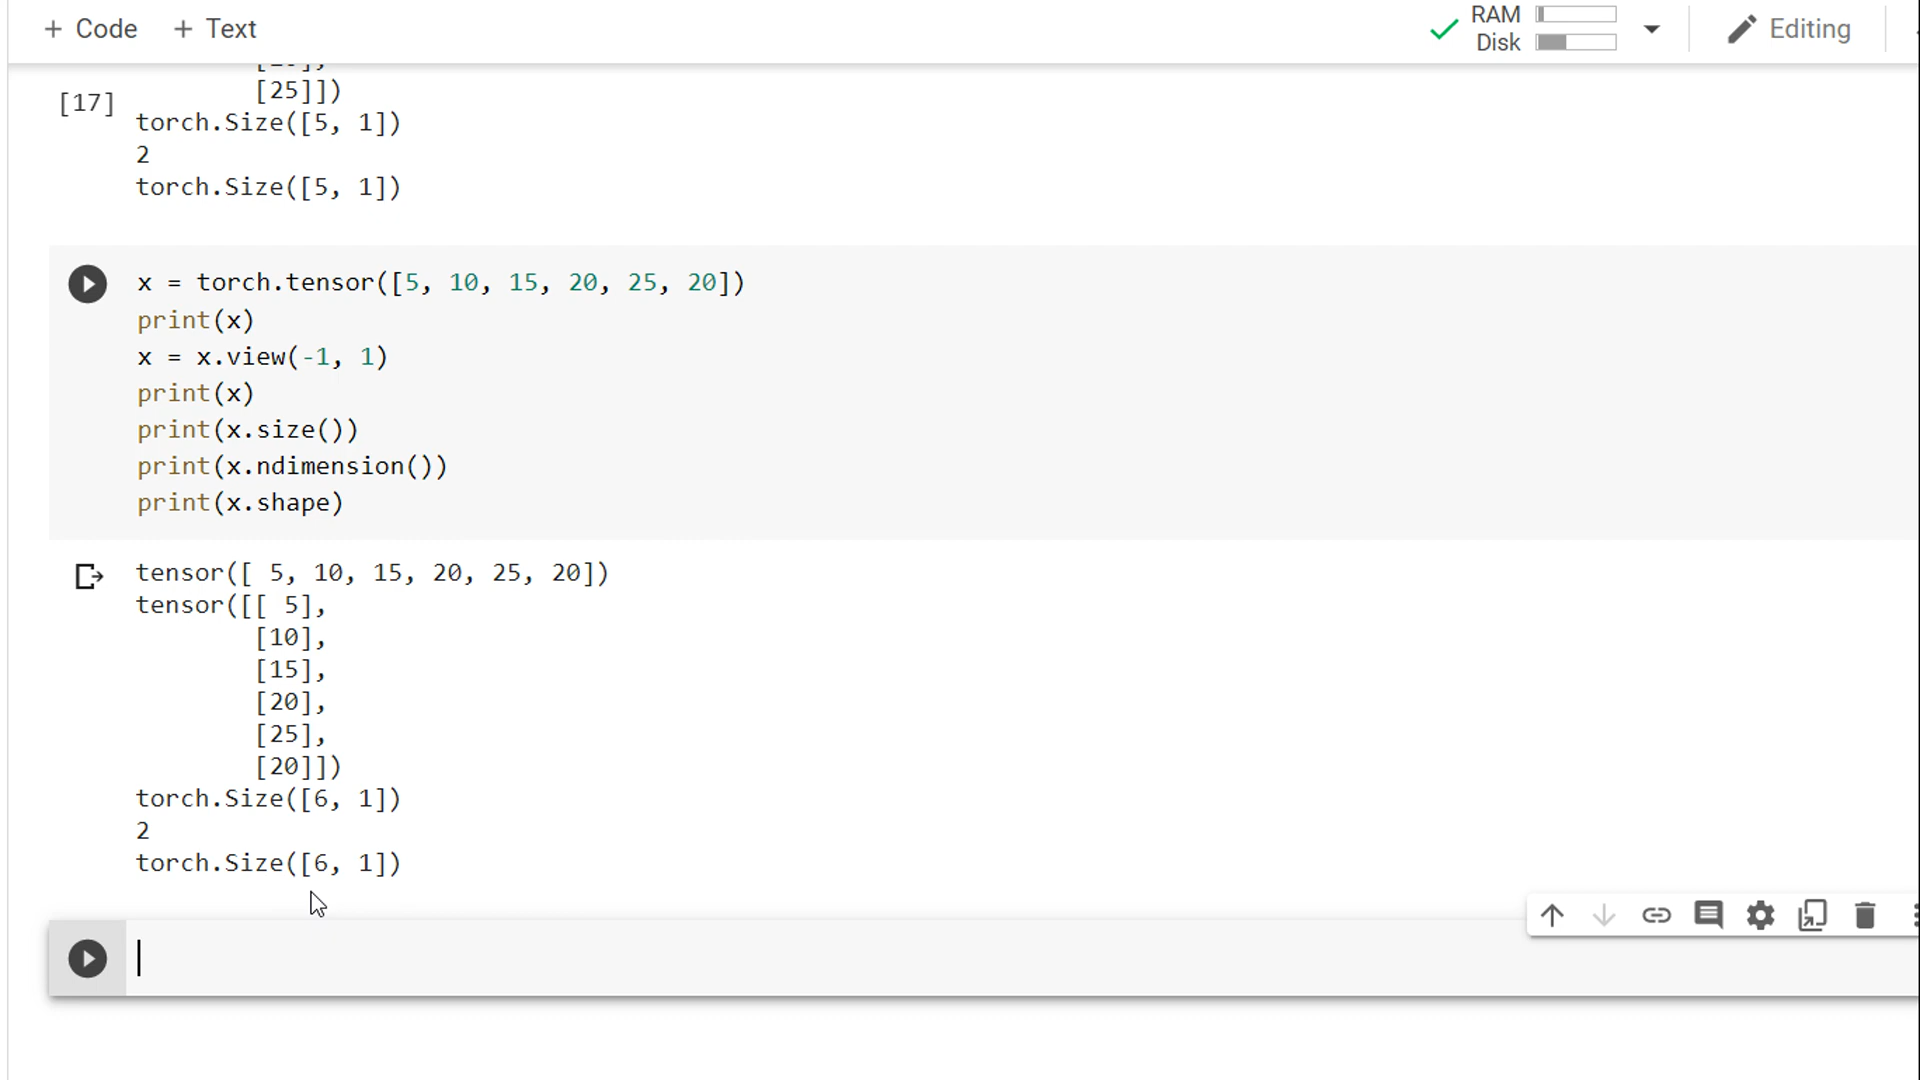 + Code + Text
RAM
Disk
Editing
[25]])
[17]
torch.Size([5, 1])
2
torch.Size([5, 1])
x = torch.tensor([5, 10, 15, 20, 25, 20])
print(x)
x = x.view(-1, 1)
print(x)
print(x.size())
print(x.ndimension())
print(x.shape)
tensor([ 5, 10, 15, 20, 25, 20])
tensor([[ 5],
[10],
[15],
[20],
[25],
[20]])
torch.Size([6, 1])
2
torch.Size([6, 1])